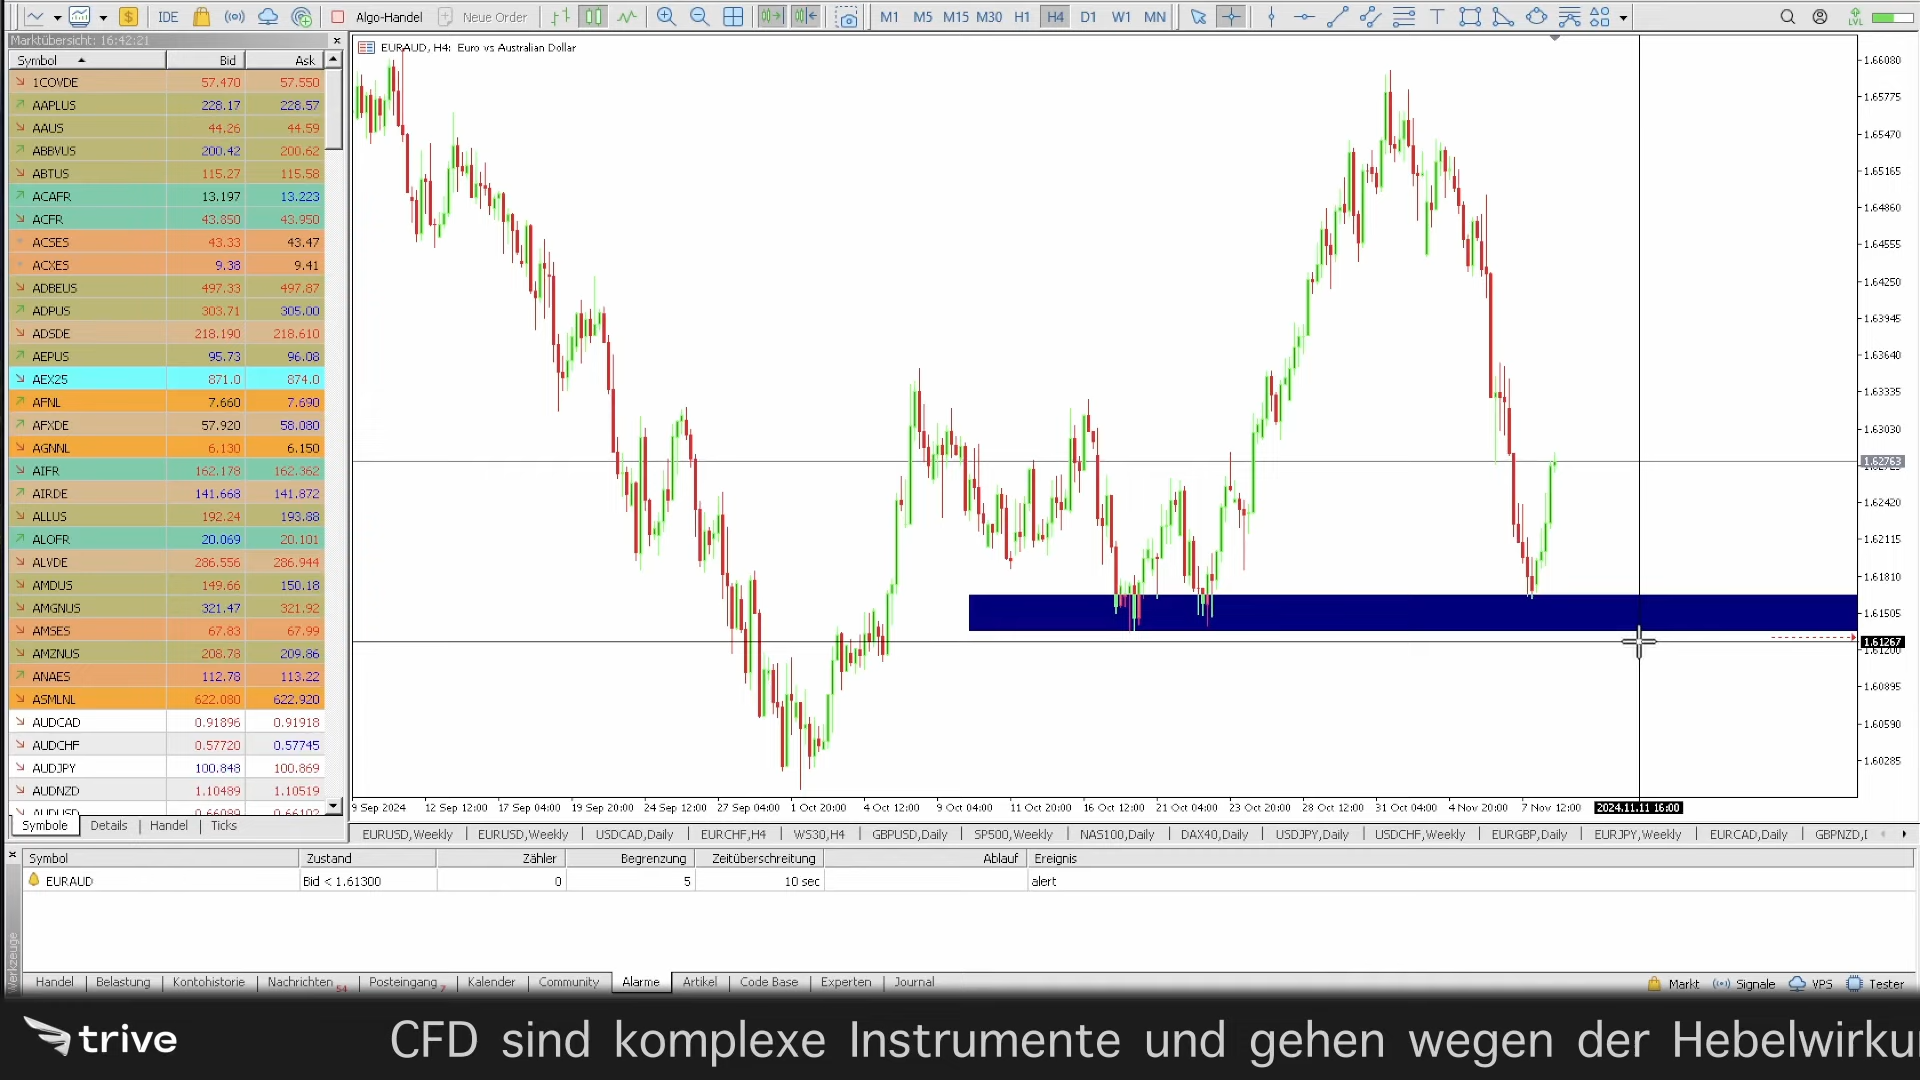 IDE Algo-Handel Neue Order M1 M5 M15 M30 H1 H4 D1 W1 MN LVL
Marktübersicht: 16:42:21
Symbol Bid Ask
1COVDE 57.470 57.550
AAPLUS 228.17 228.57
AAUS 44.26 44.59
ABBVUS 200.42 200.62
ABTUS 115.27 115.58
ACAFR 13.197 13.223
ACFR 43.850 43.950
ACSES 43.33 43.47
ACXES 9.38 9.41
ADBEUS 497.33 497.87
ADPUS 303.71 305.00
ADSDE 218.190 218.610
AEPUS 95.73 96.08
AEX25 871.0 874.0
AFNL 7.660 7.690
AFXDE 57.920 58.080
AGNNL 6.130 6.150
AIFR 162.178 162.362
AIRDE 141.668 141.872
ALLUS 192.24 193.88
ALOFR 20.069 20.101
ALVDE 286.556 286.944
AMDUS 149.66 150.18
AMGNUS 321.47 321.92
AMSES 67.83 67.99
AMZNUS 208.78 209.86
ANAES 112.78 113.22
ASMLNL 622.080 622.920
AUDCAD 0.91896 0.91918
AUDCHF 0.57720 0.57745
AUDJPY 100.848 100.869
AUDNZD 1.10489 1.10519
AUDUSD 0.66089 0.66102
Symbole Details Handel Ticks
EURAUD, H4: Euro vs Australian Dollar
1.66080
1.65775
1.65470
1.65165
1.64860
1.64555
1.64250
1.63945
1.63640
1.63335
1.63030
1.62763
1.62420
1.62115
1.61810
1.61505
1.61267
1.61200
1.60895
1.60590
1.60285
9 Sep 2024 12 Sep 12:00 17 Sep 04:00 19 Sep 20:00 24 Sep 12:00 27 Sep 04:00 1 Oct 20:00 4 Oct 12:00 9 Oct 04:00 11 Oct 20:00 16 Oct 12:00 21 Oct 04:00 23 Oct 20:00 28 Oct 12:00 31 Oct 04:00 4 Nov 20:00 7 Nov 12:00 2024.11.11 16:00
EURUSD,Weekly EURUSD,Weekly USDCAD,Daily EURCHF,H4 WS30,H4 GBPUSD,Daily SP500,Weekly NAS100,Daily DAX40,Daily USDJPY,Daily USDCHF,Weekly EURGBP,Daily EURJPY,Weekly EURCAD,Daily GBPNZD,
Symbol Zustand Zähler Begrenzung Zeitüberschreitung Ablauf Ereignis
EURAUD Bid < 1.61300 0 5 10 sec alert
Werkzeuge
Handel Belastung Kontohistorie Nachrichten 54 Posteingang 7 Kalender Community Alarme Artikel Code Base Experten Journal Markt Signale VPS Tester
trive CFD sind komplexe Instrumente und gehen wegen der Hebelwirku